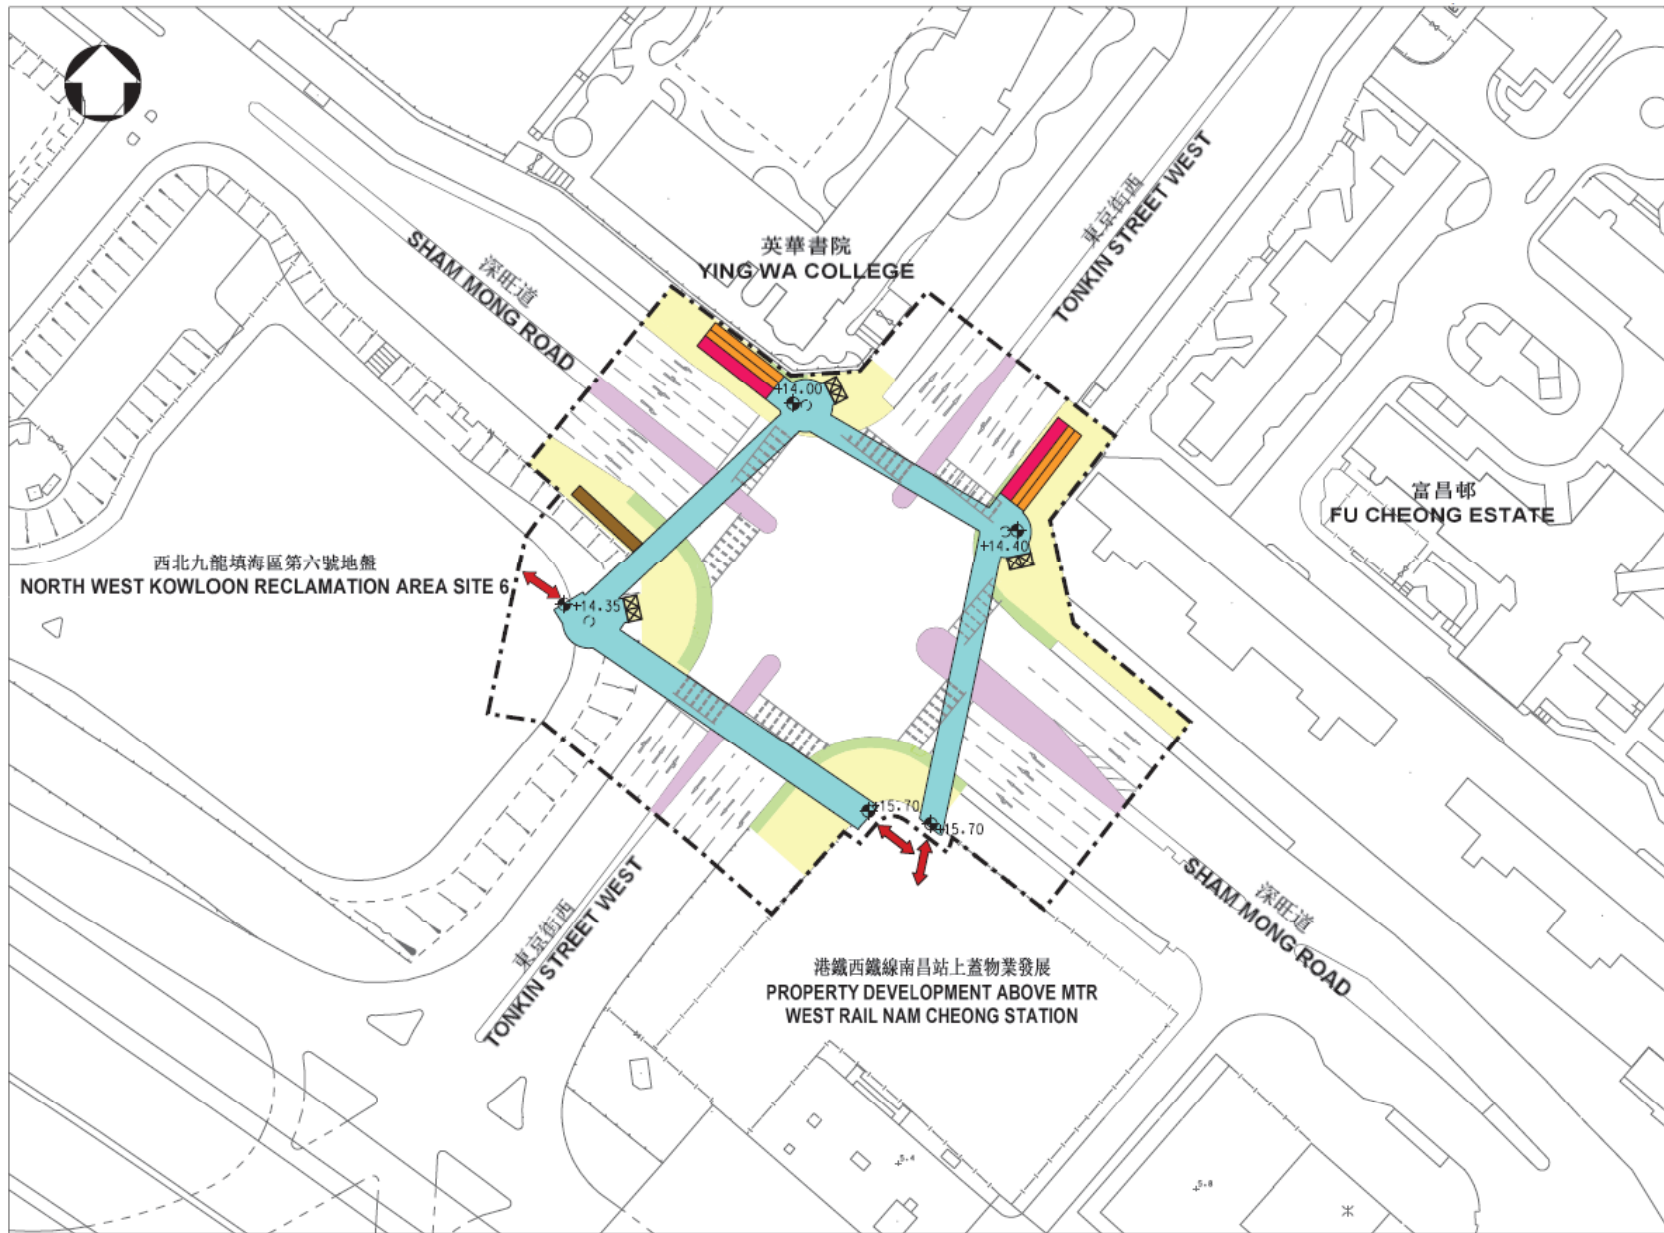 東京街西
TONKIN STREET WEST
英華書院
YING WA COLLEGE
深旺道
SHAM MONG ROAD
+14.00
富昌邨
FU CHEONG ESTATE
+14.40
西北九龍填海區第六號地盤
NORTH WEST KOWLOON RECLAMATION AREA SITE 6
+14.35
+15.70
+15.70
東京街西
TONKIN STREET WEST
深旺道
SHAM MONG ROAD
港鐵西鐵線南昌站上蓋物業發展
PROPERTY DEVELOPMENT ABOVE MTR
WEST RAIL NAM CHEONG STATION
5.4
5.8